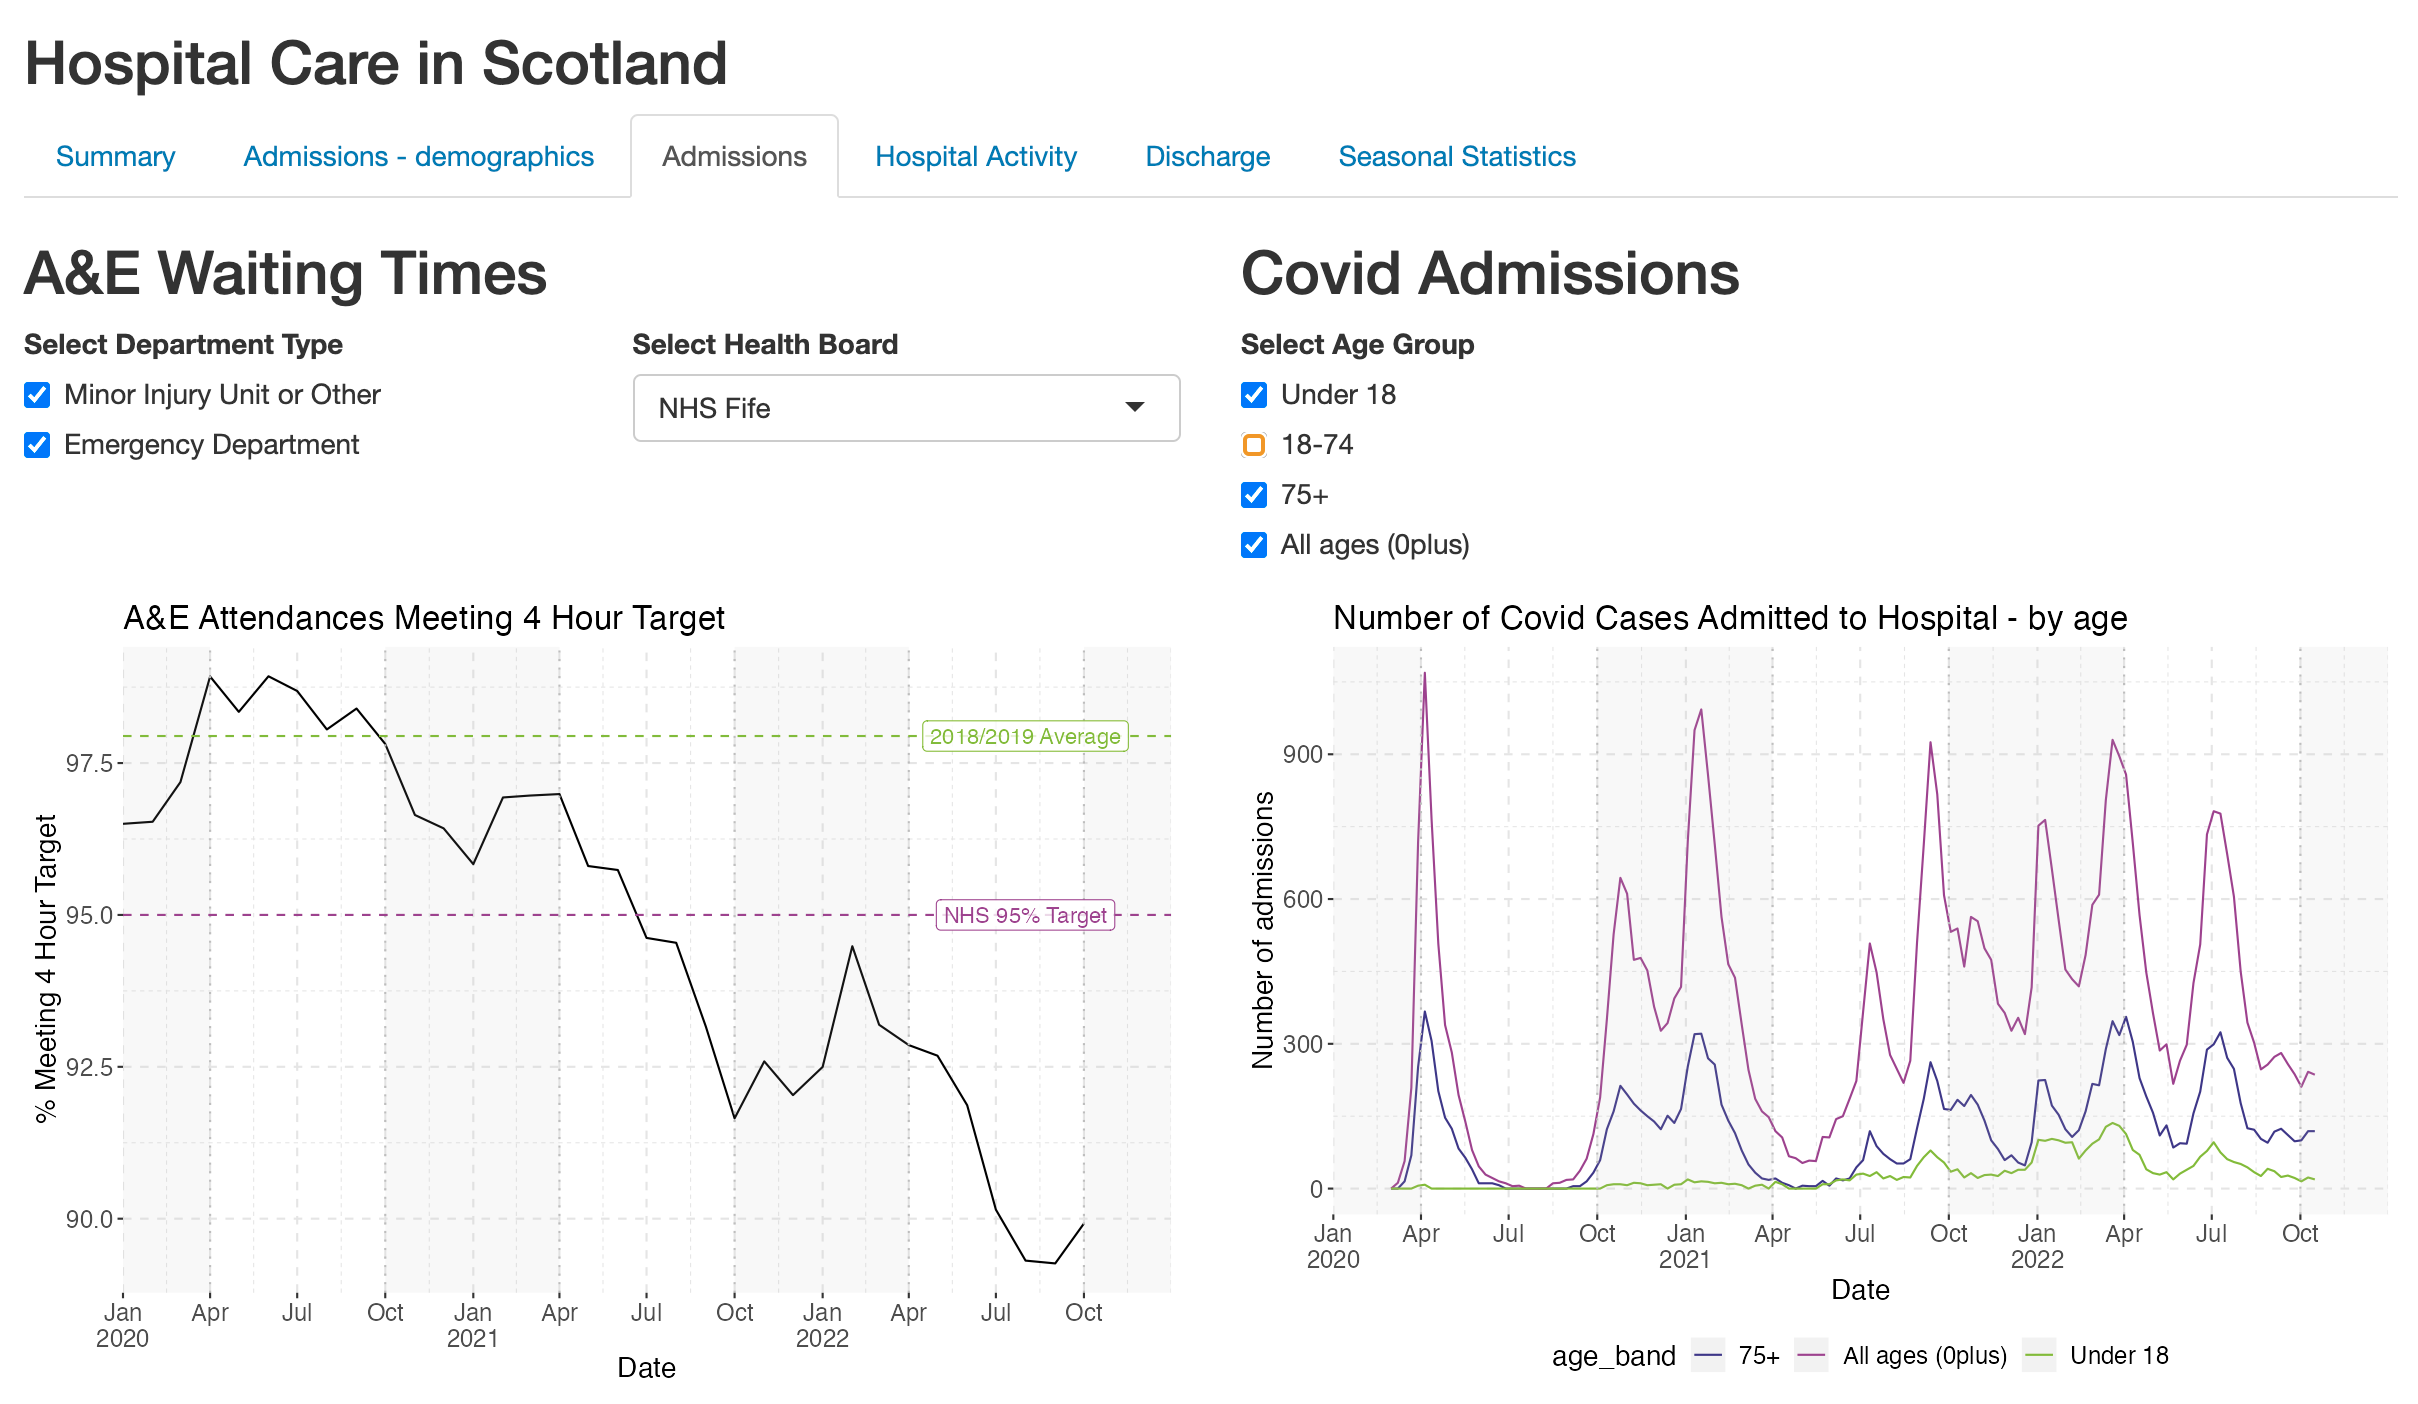 Hospital Care in Scotland
Summary Admissions - demographics Admissions Hospital Activity Discharge Seasonal Statistics
A&E Waiting Times
Select Department Type
Minor Injury Unit or Other
Emergency Department
Select Health Board
NHS Fife
Covid Admissions
Select Age Group
Under 18
18-74
75+
All ages (0plus)
A&E Attendances Meeting 4 Hour Target
% Meeting 4 Hour Target
97.5
95.0
92.5
90.0
2018/2019 Average
NHS 95% Target
Jan Apr Jul Oct Jan Apr Jul Oct Jan Apr Jul Oct
2020 2021 2022
Date
Number of Covid Cases Admitted to Hospital - by age
Number of admissions
900
600
300
0
Jan Apr Jul Oct Jan Apr Jul Oct Jan Apr Jul Oct
2020 2021 2022
Date
age_band 75+ All ages (0plus) Under 18